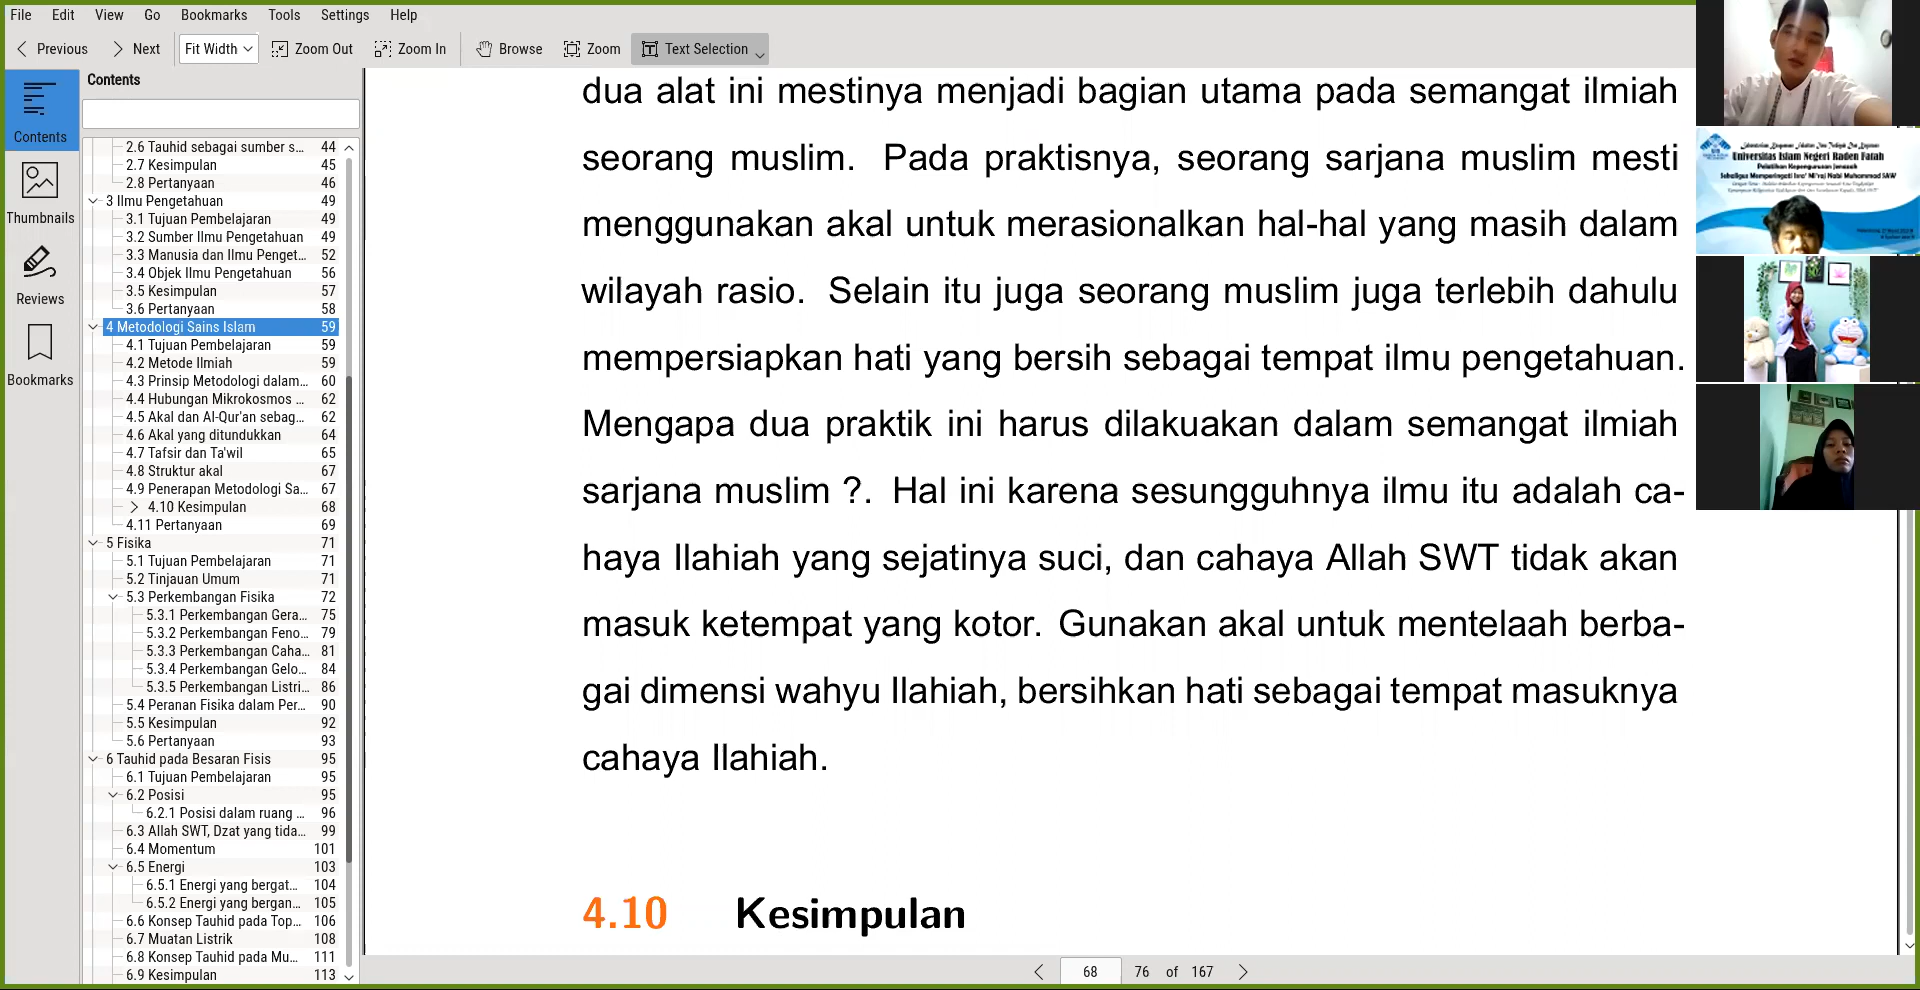 File Edit View Go Bookmarks Tools Settings Help
Previous Next Fit Width Zoom Out Zoom In Browse Zoom Text Selection
Contents
Thumbnails
Reviews
Bookmarks
Contents
2.6 Tauhid sebagai sumber s... 44
2.7 Kesimpulan 45
2.8 Pertanyaan 46
3 Ilmu Pengetahuan 49
3.1 Tujuan Pembelajaran 49
3.2 Sumber Ilmu Pengetahuan 49
3.3 Manusia dan Ilmu Penget... 52
3.4 Objek Ilmu Pengetahuan 56
3.5 Kesimpulan 57
3.6 Pertanyaan 58
4 Metodologi Sains Islam 59
4.1 Tujuan Pembelajaran 59
4.2 Metode Ilmiah 59
4.3 Prinsip Metodologi dalam... 60
4.4 Hubungan Mikrokosmos ... 62
4.5 Akal dan Al-Qur'an sebag... 62
4.6 Akal yang ditundukkan 64
4.7 Tafsir dan Ta'wil 65
4.8 Struktur akal 67
4.9 Penerapan Metodologi Sa... 67
4.10 Kesimpulan 68
4.11 Pertanyaan 69
5 Fisika 71
5.1 Tujuan Pembelajaran 71
5.2 Tinjauan Umum 71
5.3 Perkembangan Fisika 72
5.3.1 Perkembangan Gera... 75
5.3.2 Perkembangan Feno... 79
5.3.3 Perkembangan Caha... 81
5.3.4 Perkembangan Gelo... 84
5.3.5 Perkembangan Listri... 86
5.4 Peranan Fisika dalam Per... 90
5.5 Kesimpulan 92
5.6 Pertanyaan 93
6 Tauhid pada Besaran Fisis 95
6.1 Tujuan Pembelajaran 95
6.2 Posisi 95
6.2.1 Posisi dalam ruang ... 96
6.3 Allah SWT, Dzat yang tida... 99
6.4 Momentum 101
6.5 Energi 103
6.5.1 Energi yang bergat... 104
6.5.2 Energi yang bergan... 105
6.6 Konsep Tauhid pada Top... 106
6.7 Muatan Listrik 108
6.8 Konsep Tauhid pada Mu... 111
6.9 Kesimpulan 113
dua alat ini mestinya menjadi bagian utama pada semangat ilmiah
seorang muslim. Pada praktisnya, seorang sarjana muslim mesti
menggunakan akal untuk merasionalkan hal-hal yang masih dalam
wilayah rasio. Selain itu juga seorang muslim juga terlebih dahulu
mempersiapkan hati yang bersih sebagai tempat ilmu pengetahuan.
Mengapa dua praktik ini harus dilakuakan dalam semangat ilmiah
sarjana muslim ?. Hal ini karena sesungguhnya ilmu itu adalah ca-
haya Ilahiah yang sejatinya suci, dan cahaya Allah SWT tidak akan
masuk ketempat yang kotor. Gunakan akal untuk mentelaah berba-
gai dimensi wahyu Ilahiah, bersihkan hati sebagai tempat masuknya
cahaya Ilahiah.
4.10 Kesimpulan
68 76 of 167
Universitas Islam Negeri Raden Fatah
Pelatihan Kepengurusan Jenazah
Sekaligus Memperingati Isra' Mi'raj Nabi Muhammad SAW